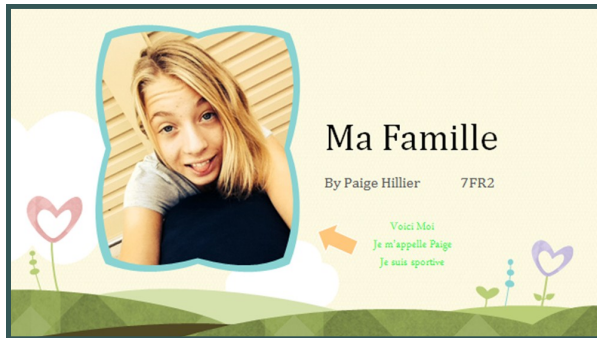 Ma Famille
By Paige Hillier 7FR2
Voici Moi
Je m'appelle Paige
Je suis sportive